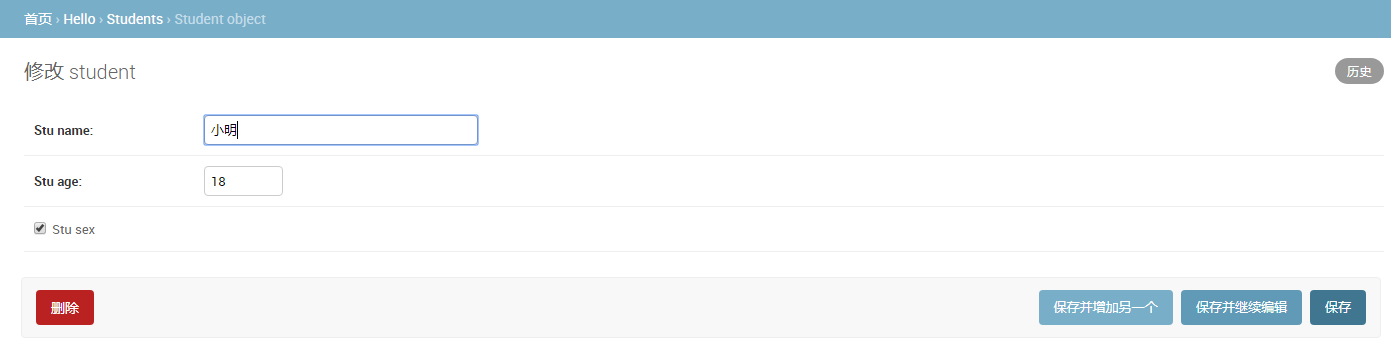 首页 › Hello › Students › Student object
修改 student
历史
Stu name: 小明
Stu age: 18
Stu sex
删除 保存并增加另一个 保存并继续编辑 保存